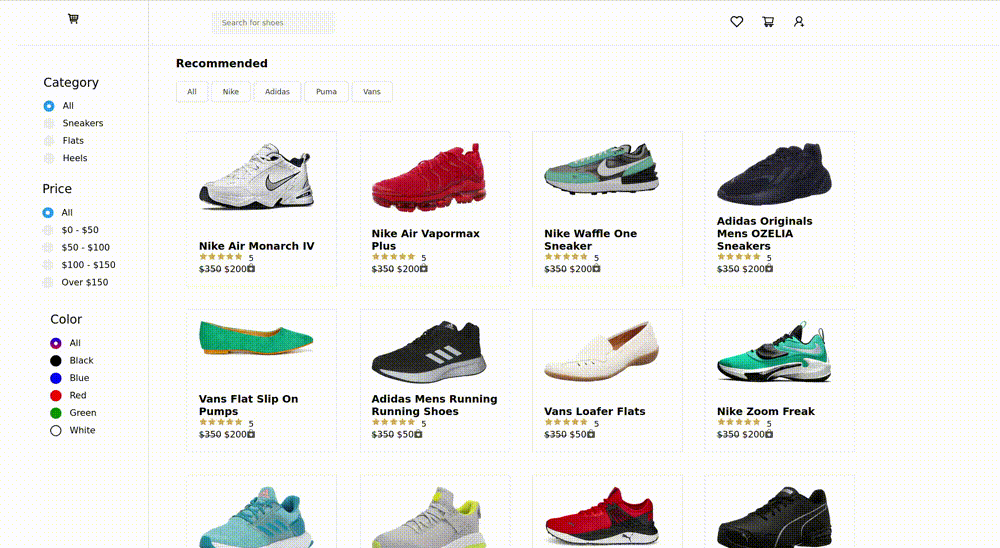 Search for shoes
Category
All
Sneakers
Flats
Heels
Price
All
$0 - $50
$50 - $100
$100 - $150
Over $150
Color
All
Black
Blue
Red
Green
White
Recommended
All
Nike
Adidas
Puma
Vans
Nike Air Monarch IV
5
$350 $200
Nike Air Vapormax
Plus
5
$350 $200
Nike Waffle One
Sneaker
5
$350 $200
Adidas Originals
Mens OZELIA
Sneakers
5
$350 $200
Vans Flat Slip On
Pumps
5
$350 $200
Adidas Mens Running
Running Shoes
5
$350 $50
Vans Loafer Flats
5
$350 $50
Nike Zoom Freak
5
$350 $200